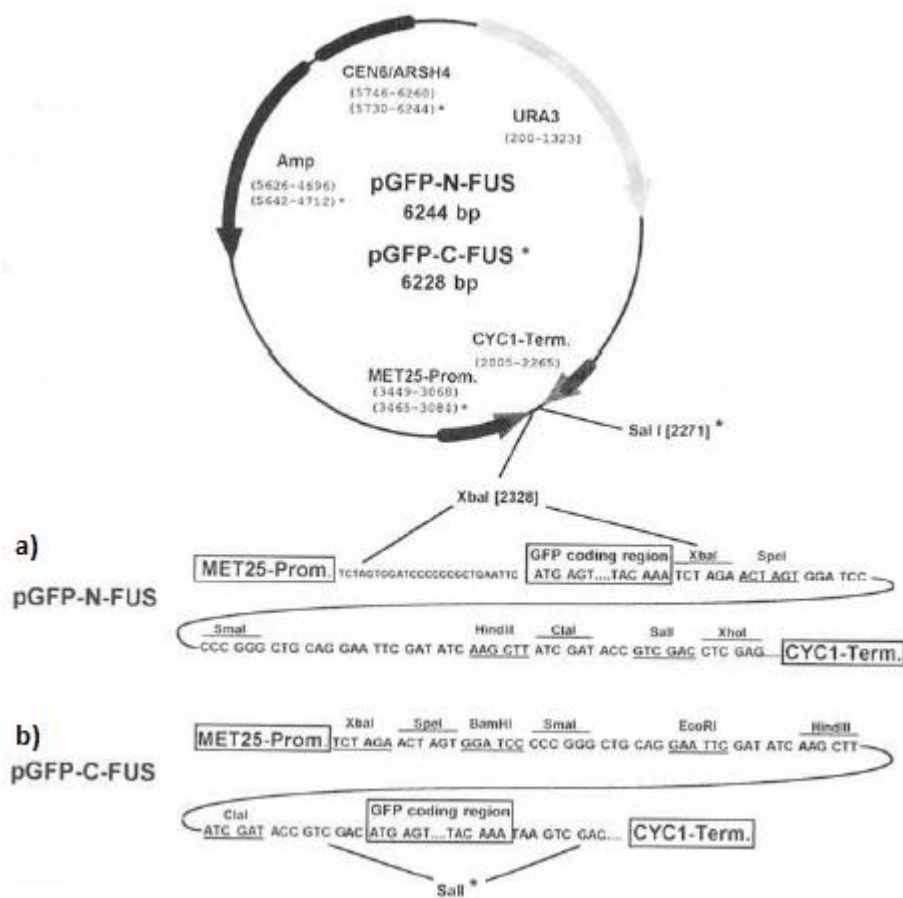 CEN6/ARSH4
(5746-6260)
(5730-6244)*
URA3
(200-1323)
Amp
(5626-4696)
(5642-4712)*
pGFP-N-FUS
6244 bp
pGFP-C-FUS *
6228 bp
CYC1-Term.
(2005-2265)
MET25-Prom.
(3449-3068)
(3465-3084)*
Sal I [2271] *
XbaI [2328]
a)
pGFP-N-FUS
MET25-Prom. GFP coding region XbaI SpeI
ATG AGT....TAC AAA TCT AGA ACT AGT GGA TCC
SmaI HindIII ClaI SalI XhoI
CCC GGG CTG CAG GAA TTC GAT ATC AAG CTT ATC GAT ACC GTC GAC CTC GAG.... CYC1-Term.
b)
pGFP-C-FUS
XbaI SpeI BamHI SmaI EcoRI HindIII
MET25-Prom. TCT AGA ACT AGT GGA TCC CCC GGG CTG CAG GAA TTC GAT ATC AAG CTT
ClaI GFP coding region
ATC GAT ACC GTC GAC ATG AGT....TAC AAA TAA GTC GAC.... CYC1-Term.
SalI *